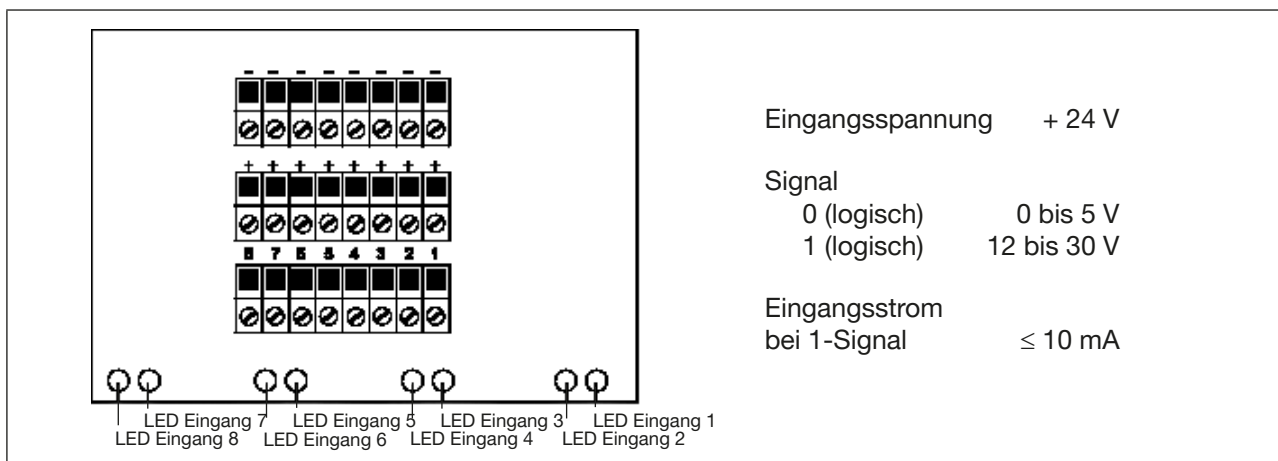 - - - - - - - -
+ + + + + + + +
8 7 6 5 4 3 2 1
LED Eingang 7 LED Eingang 5 LED Eingang 3 LED Eingang 1
LED Eingang 8 LED Eingang 6 LED Eingang 4 LED Eingang 2
Eingangsspannung + 24 V
Signal
0 (logisch) 0 bis 5 V
1 (logisch) 12 bis 30 V
Eingangsstrom
bei 1-Signal ≤ 10 mA